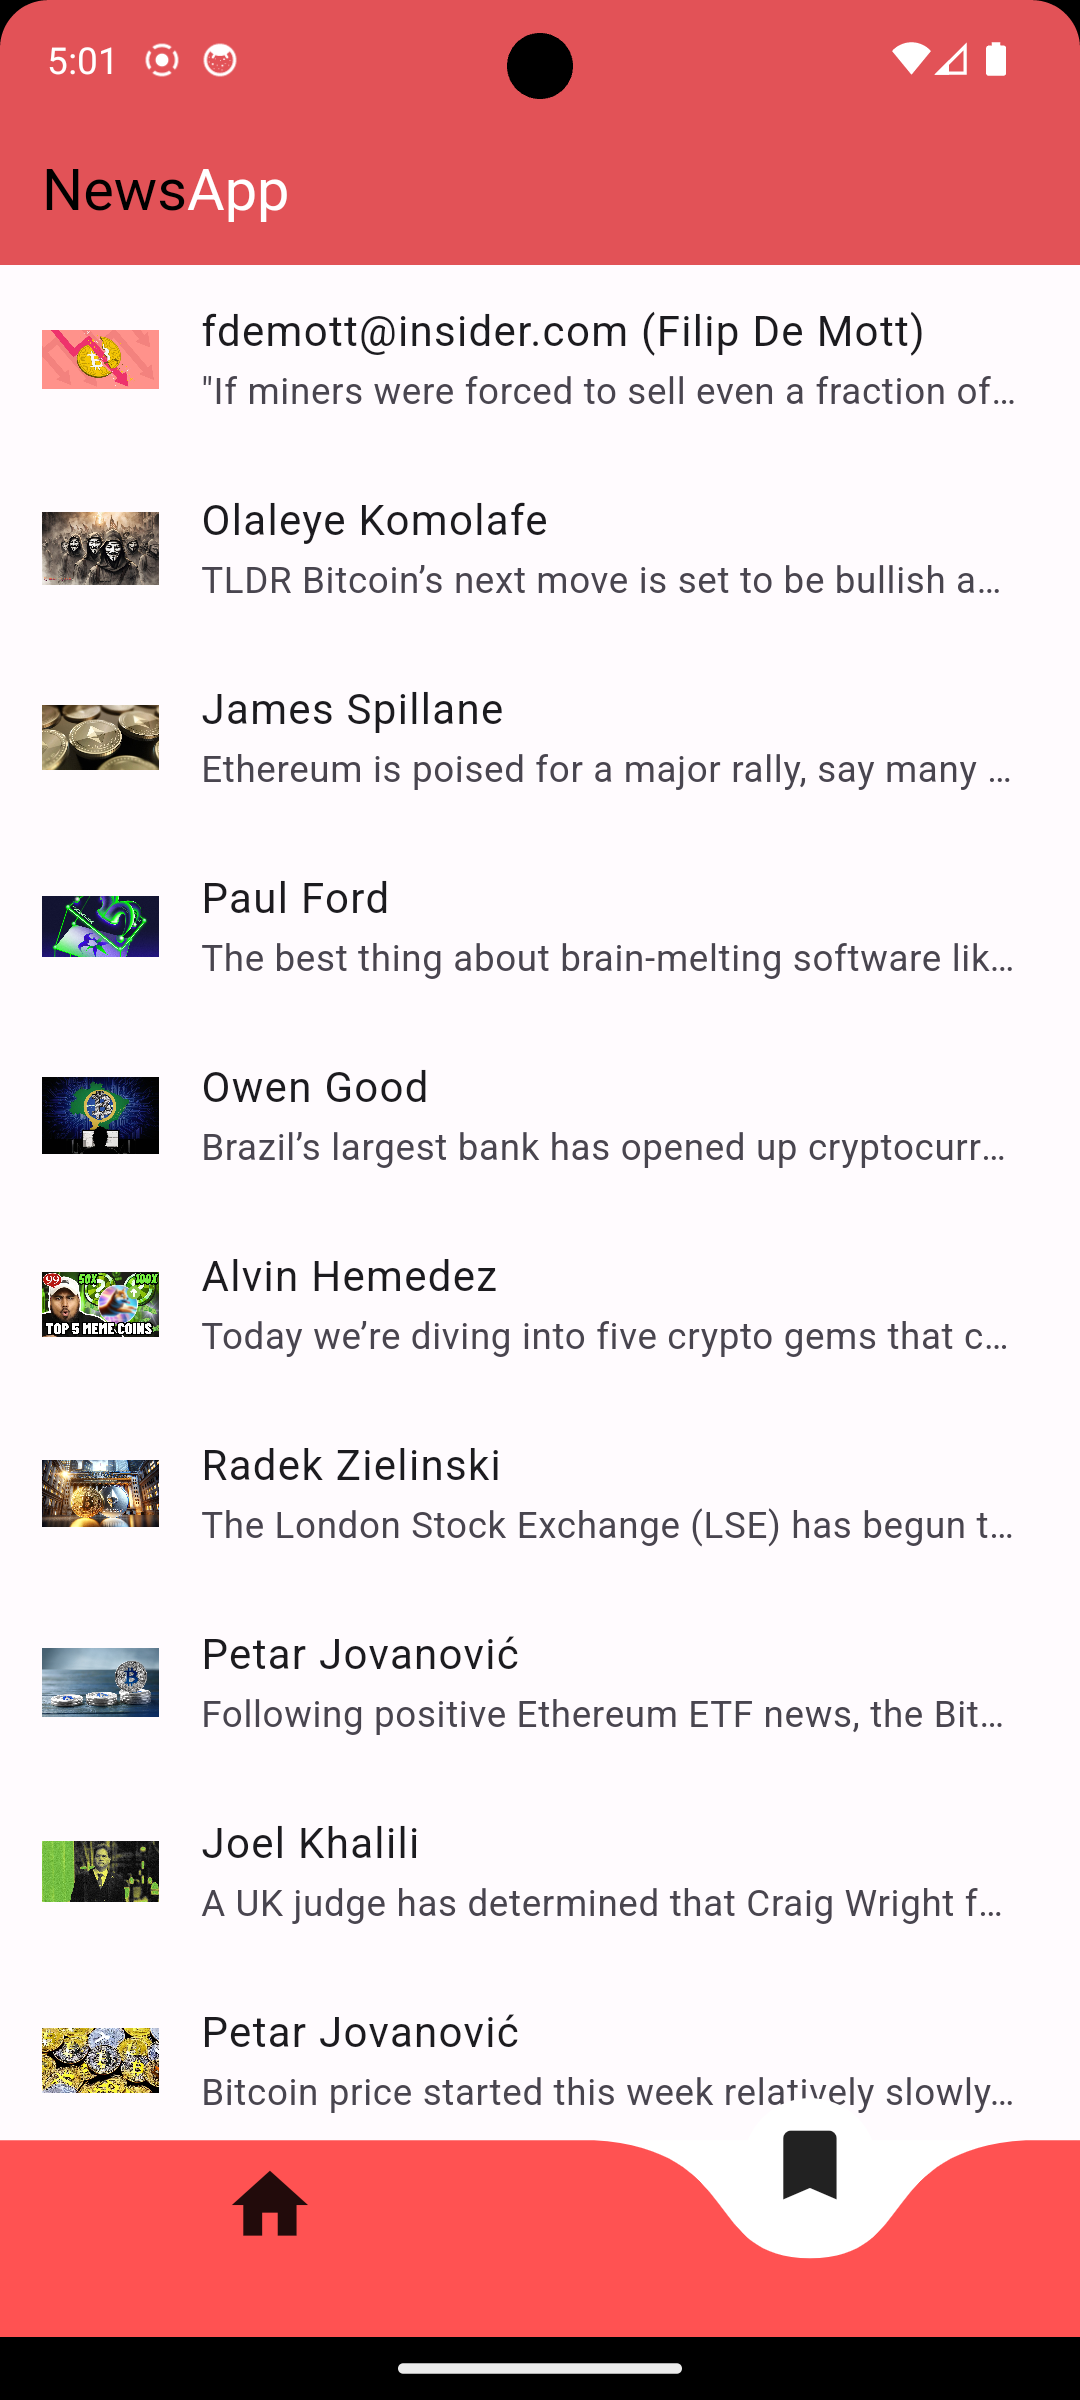 5:01
NewsApp
fdemott@insider.com (Filip De Mott)
"If miners were forced to sell even a fraction of…
Olaleye Komolafe
TLDR Bitcoin’s next move is set to be bullish a…
James Spillane
Ethereum is poised for a major rally, say many …
Paul Ford
The best thing about brain-melting software lik…
Owen Good
Brazil’s largest bank has opened up cryptocurr…
Alvin Hemedez
Today we’re diving into five crypto gems that c…
99 50X 100X
TOP 5 MEME COINS
Radek Zielinski
The London Stock Exchange (LSE) has begun t…
Petar Jovanović
Following positive Ethereum ETF news, the Bit…
Joel Khalili
A UK judge has determined that Craig Wright f…
Petar Jovanović
Bitcoin price started this week relatively slowly…